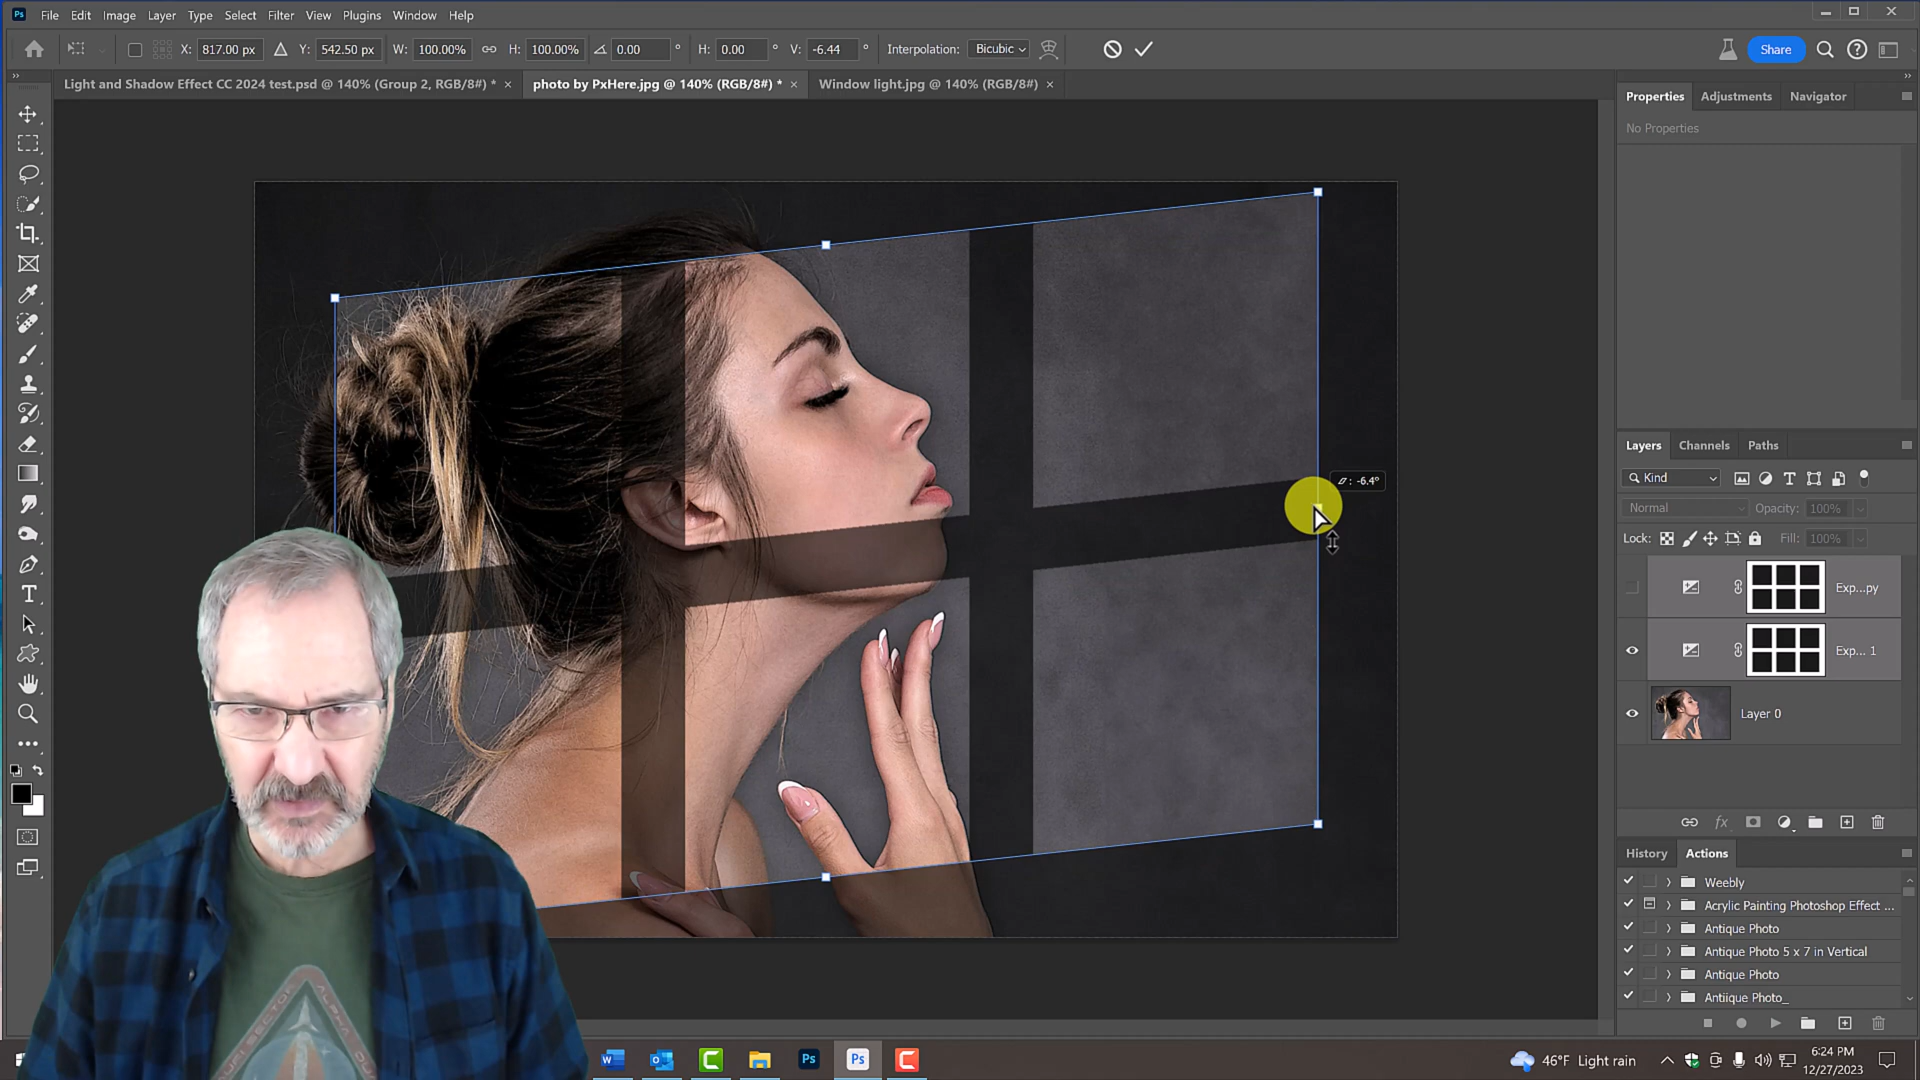 Ps File Edit Image Layer Type Select Filter View Plugins Window Help
X: 817.00 px Y: 542.50 px W: 100.00% H: 100.00% 0.00 ° H: 0.00 ° V: -6.44 ° Interpolation: Bicubic Share
Light and Shadow Effect CC 2024 test.psd @ 140% (Group 2, RGB/8#) * × photo by PxHere.jpg @ 140% (RGB/8#) * × Window light.jpg @ 140% (RGB/8#) ×
Properties Adjustments Navigator
No Properties
: -6.4°
Layers Channels Paths
Kind
Normal Opacity: 100%
Lock: Fill: 100%
Exp...py
Exp... 1
Layer 0
fx
History Actions
Weebly
Acrylic Painting Photoshop Effect ...
Antique Photo
Antique Photo 5 x 7 in Vertical
Antique Photo
Antiique Photo_
Ps Ps
46°F Light rain
6:24 PM
12/27/2023